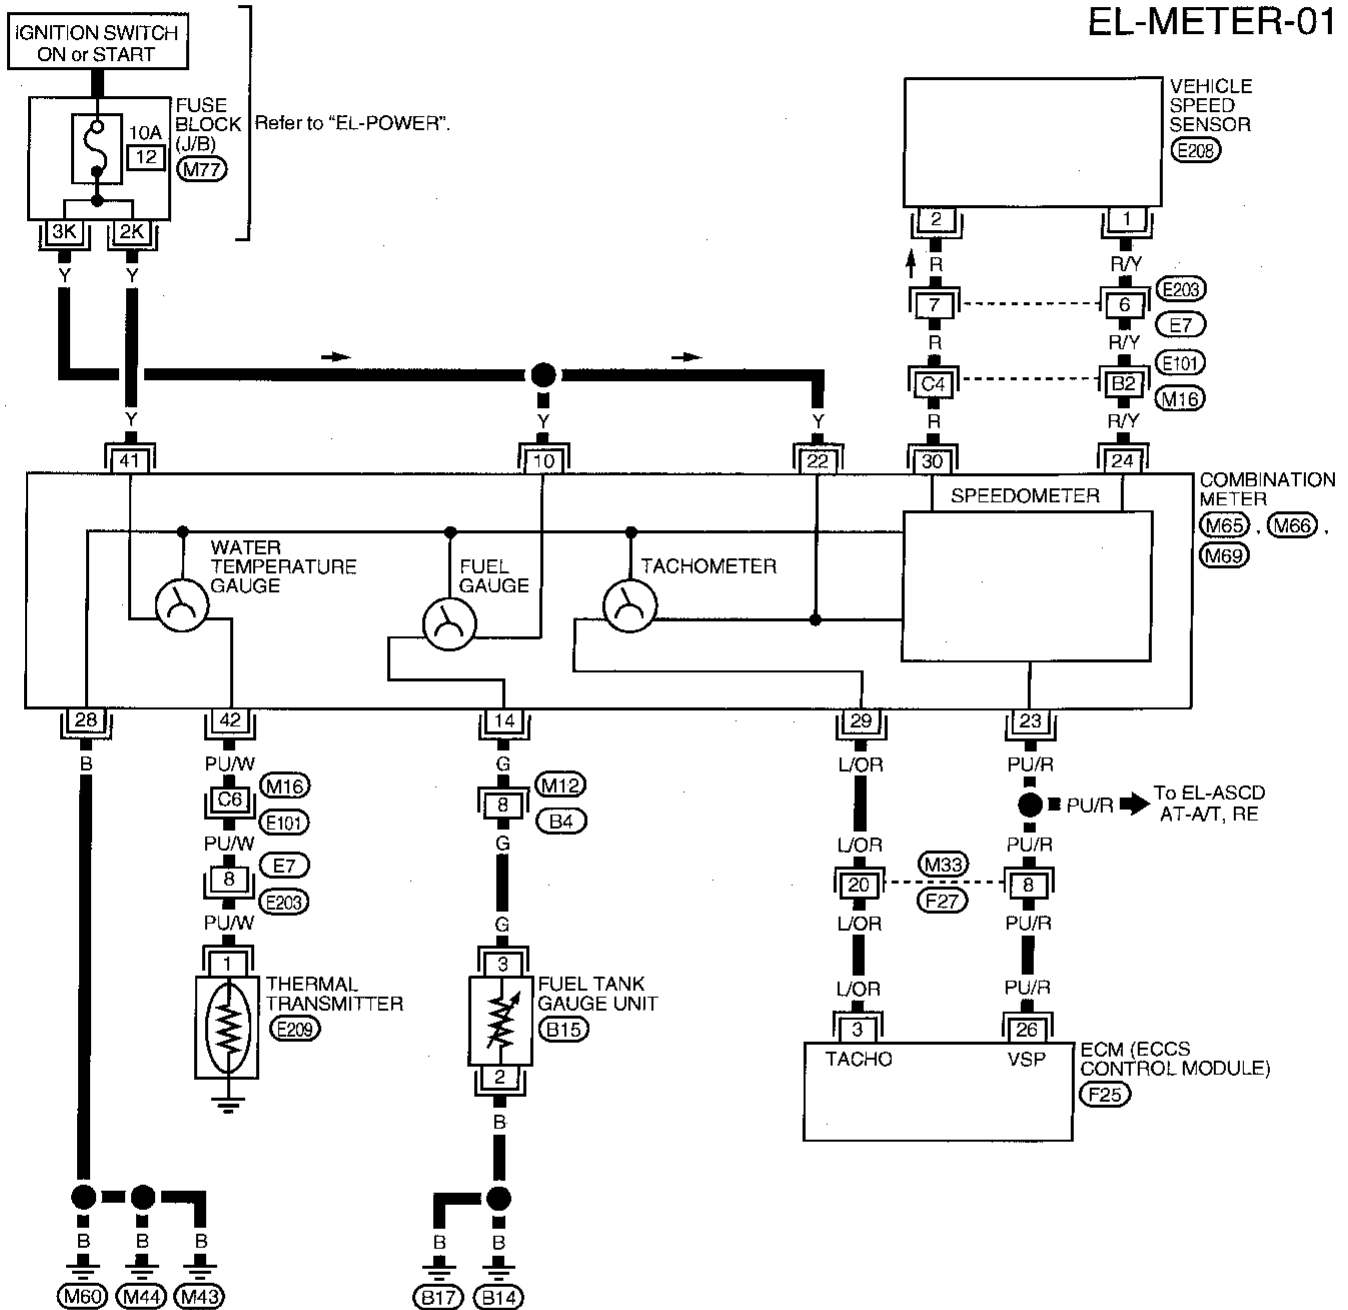 EL-METER-01
IGNITION SWITCH
ON or START
FUSE
BLOCK
(J/B)
M77
10A
12
Refer to "EL-POWER".
3K
2K
Y
Y
VEHICLE
SPEED
SENSOR
E208
2
1
R
R/Y
7
6
E203
E7
R
R/Y
C4
B2
E101
M16
Y
Y
Y
R
R/Y
41
10
22
30
24
COMBINATION
METER
M65 , M66 ,
M69
SPEEDOMETER
WATER
TEMPERATURE
GAUGE
FUEL
GAUGE
TACHOMETER
28
42
14
29
23
B
PU/W
G
L/OR
PU/R
C6
M16
E101
8
M12
B4
PU/R
To EL-ASCD
AT-A/T, RE
PU/W
G
L/OR
PU/R
8
E7
E203
20
M33
F27
8
PU/W
G
L/OR
PU/R
1
3
L/OR
PU/R
THERMAL
TRANSMITTER
E209
FUEL TANK
GAUGE UNIT
B15
3
26
TACHO
VSP
ECM (ECCS
CONTROL MODULE)
F25
2
B
B
B
B
B
B
M60
M44
M43
B17
B14